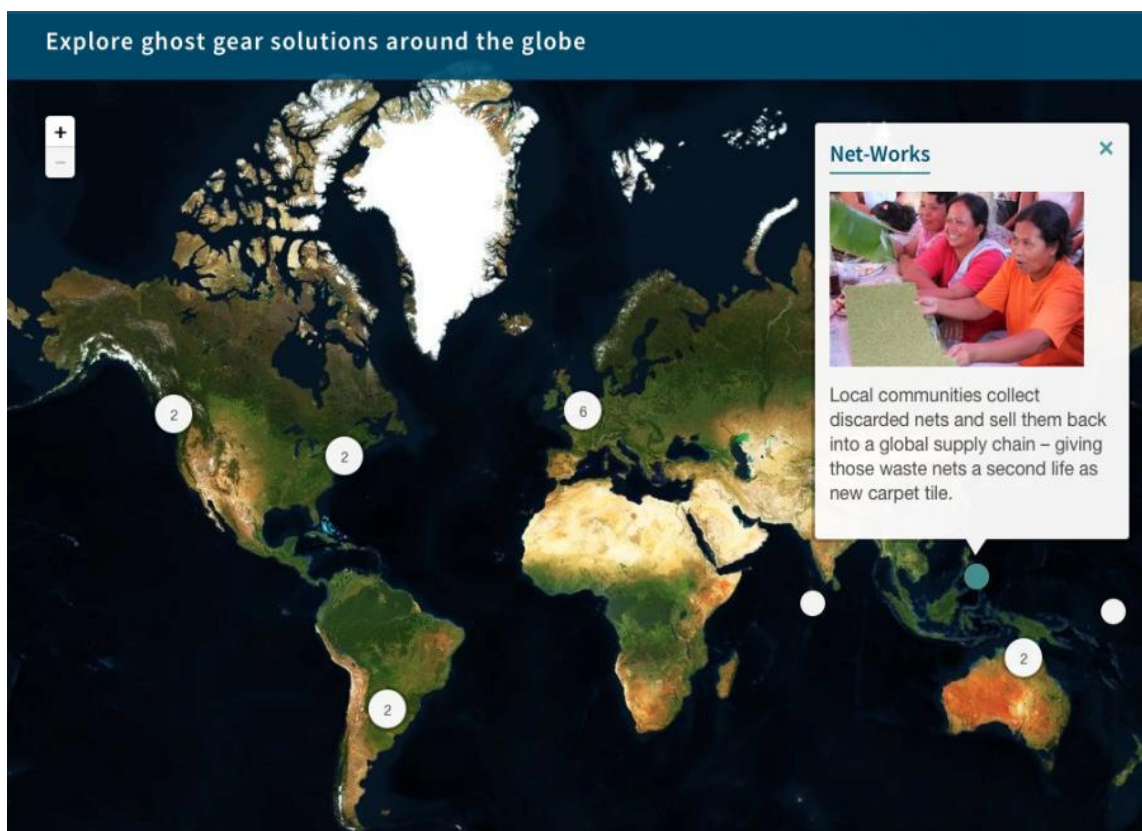 Explore ghost gear solutions around the globe
+
−
Net-Works
×
Local communities collect
discarded nets and sell them back
into a global supply chain – giving
those waste nets a second life as
new carpet tile.
2
2
6
2
2